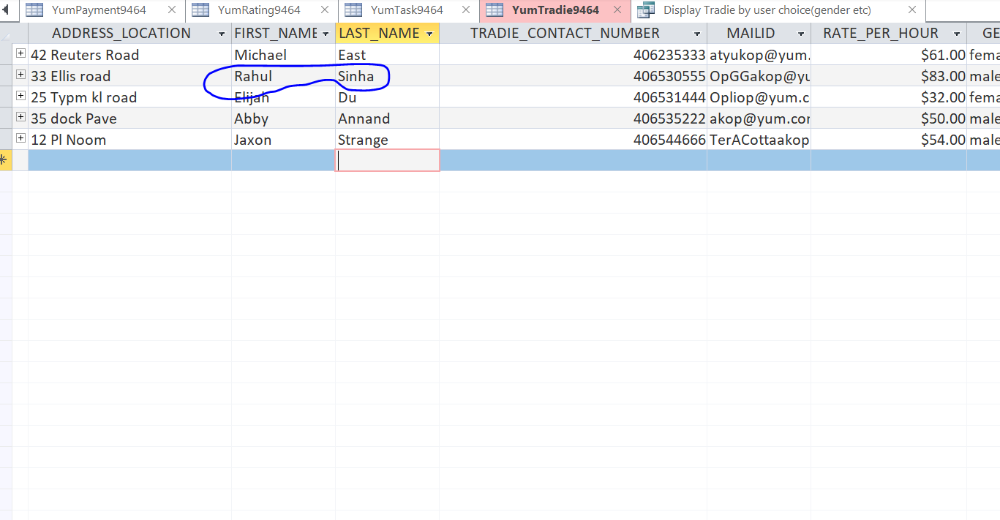 YumPayment9464 YumRating9464 YumTask9464 YumTradie9464 Display Tradie by user choice(gender etc)
ADDRESS_LOCATION FIRST_NAME LAST_NAME TRADIE_CONTACT_NUMBER MAILID RATE_PER_HOUR GE
42 Reuters Road Michael East 406235333 atyukop@yum. $61.00 fema
33 Ellis road Rahul Sinha 406530555 OpGGakop@yu $83.00 male
25 Typm kl road Elijah Du 406531444 Opliop@yum.c $32.00 fema
35 dock Pave Abby Annand 406535222 akop@yum.cor $50.00 male
12 Pl Noom Jaxon Strange 406544666 TerACottaakop $54.00 male